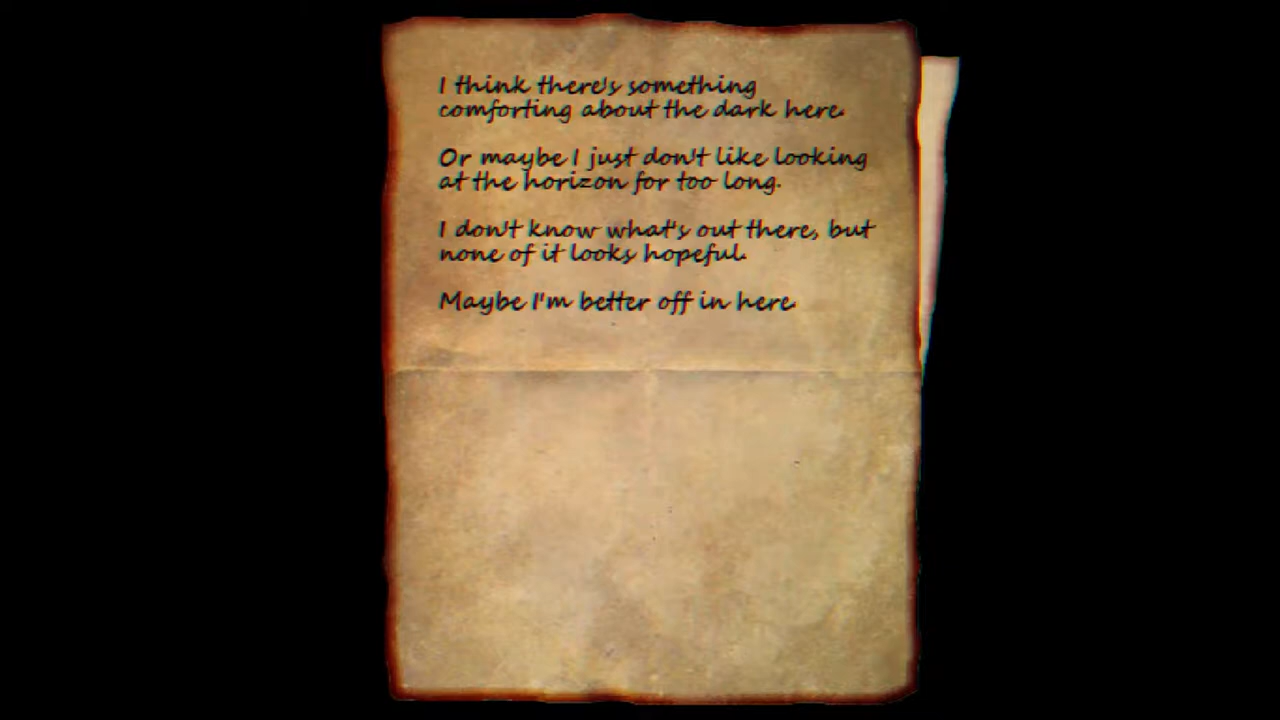 I think there's something
comforting about the dark here.
Or maybe I just don't like looking
at the horizon for too long.
I don't know what's out there, but
none of it looks hopeful.
Maybe I'm better off in here.